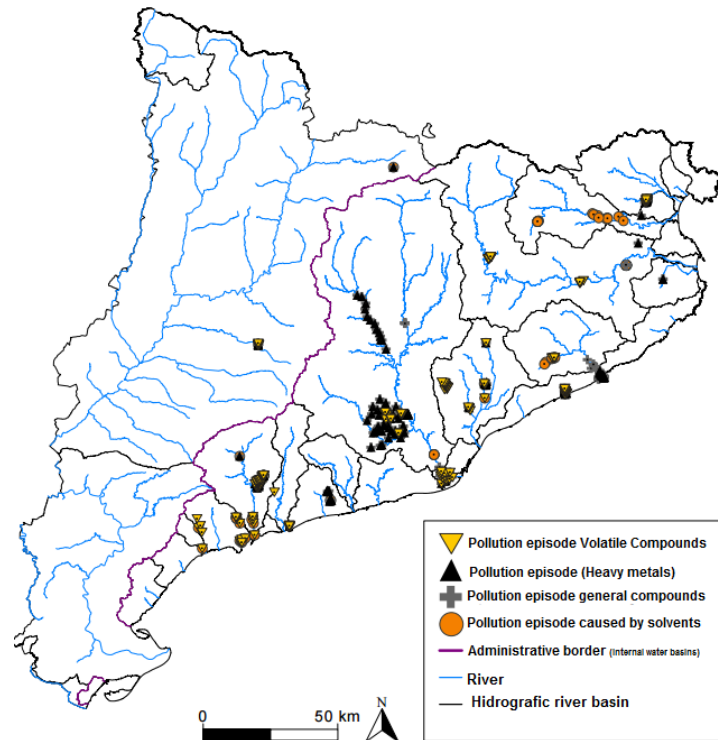 Pollution episode Volatile Compounds
Pollution episode (Heavy metals)
Pollution episode general compounds
Pollution episode caused by solvents
Administrative border (internal water basins)
River
Hidrografic river basin
N
0 50 km